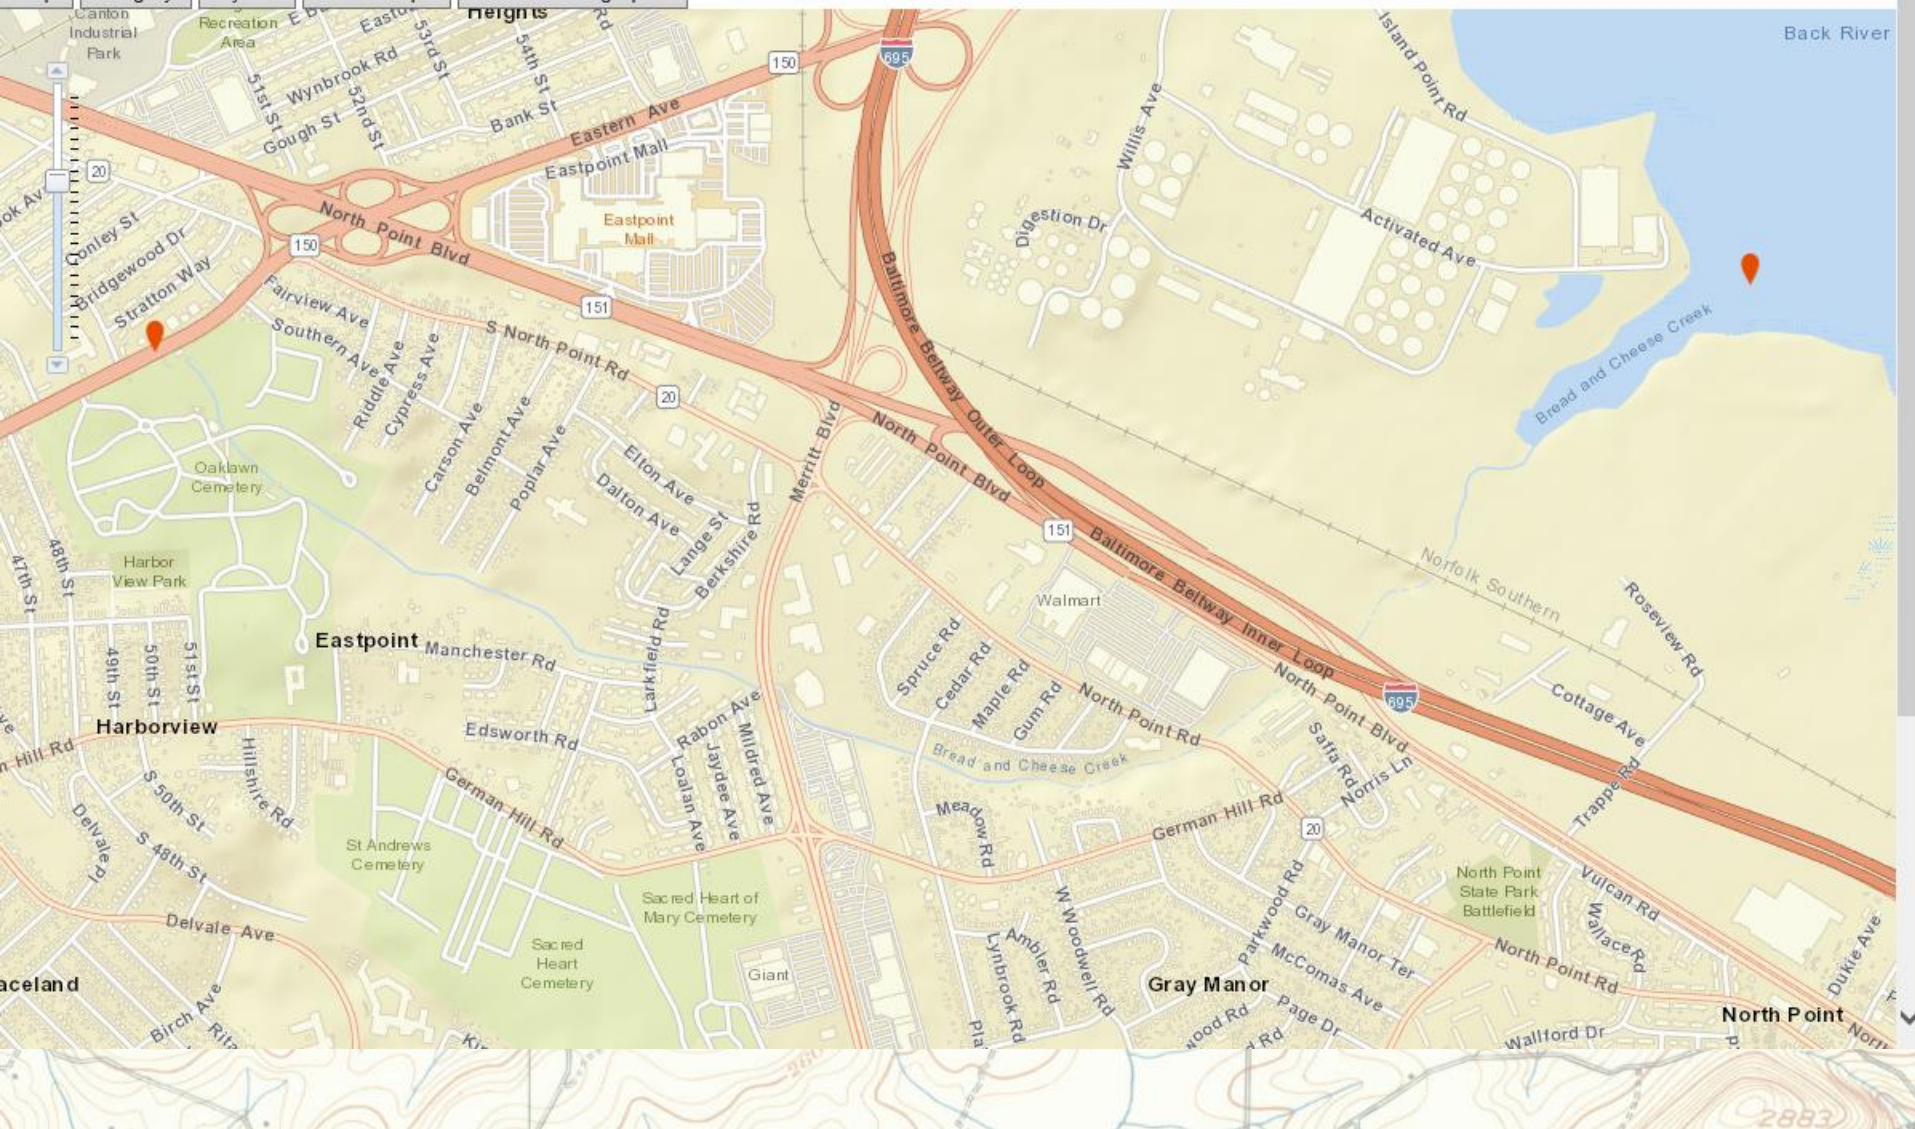 Heights
Canton
Industrial
Park
Recreation
Area
53rd St
54th St
Rd
Wynbrook Rd
51st St
52nd St
Gough St
Bank St
Eastern Ave
Eastpoint Mall
150
695
Island Point Rd
Back River
Willis Ave
20
Conley St
Bridgewood Dr
Stratton Way
North Point Blvd
Eastpoint
Mall
150
151
Digestion Dr
Activated Ave
Bread and Cheese Creek
Fairview Ave
Southern Ave
Riddle Ave
Cypress Ave
S North Point Rd
20
Baltimore Beltway Outer Loop
Carson Ave
Belmont Ave
Poplar Ave
Elton Ave
Dalton Ave
Lange St
Berkshire Rd
Merritt Blvd
North Point Blvd
151
Baltimore Beltway Inner Loop
Norfolk Southern
Oaklawn
Cemetery
Harbor
View Park
47th St
48th St
49th St
50th St
51st St
Eastpoint
Manchester Rd
Larkfield Rd
Walmart
Spruce Rd
Cedar Rd
Maple Rd
Gum Rd
North Point Rd
North Point Blvd
695
Roseview Rd
Cottage Ave
Trappe Rd
Harborview
Hill Rd
Hillshire Rd
Edsworth Rd
Rabon Ave
Loalan Ave
Jaydee Ave
Mildred Ave
Bread and Cheese Creek
Saffa Rd
Norris Ln
German Hill Rd
German Hill Rd
20
Delvale
S 50th St
S 48th St
St Andrews
Cemetery
Meadow Rd
Sacred Heart of
Mary Cemetery
Sacred
Heart
Cemetery
Giant
Delvale Ave
Birch Ave
Lynbrook Rd
Ambler Rd
W Woodwell Rd
Parkwood Rd
Gray Manor Ter
McComas Ave
Gray Manor
Page Dr
North Point
State Park
Battlefield
Vulcan Rd
Wallace Rd
North Point Rd
Dukie Ave
North Point
Wallford Dr
2883